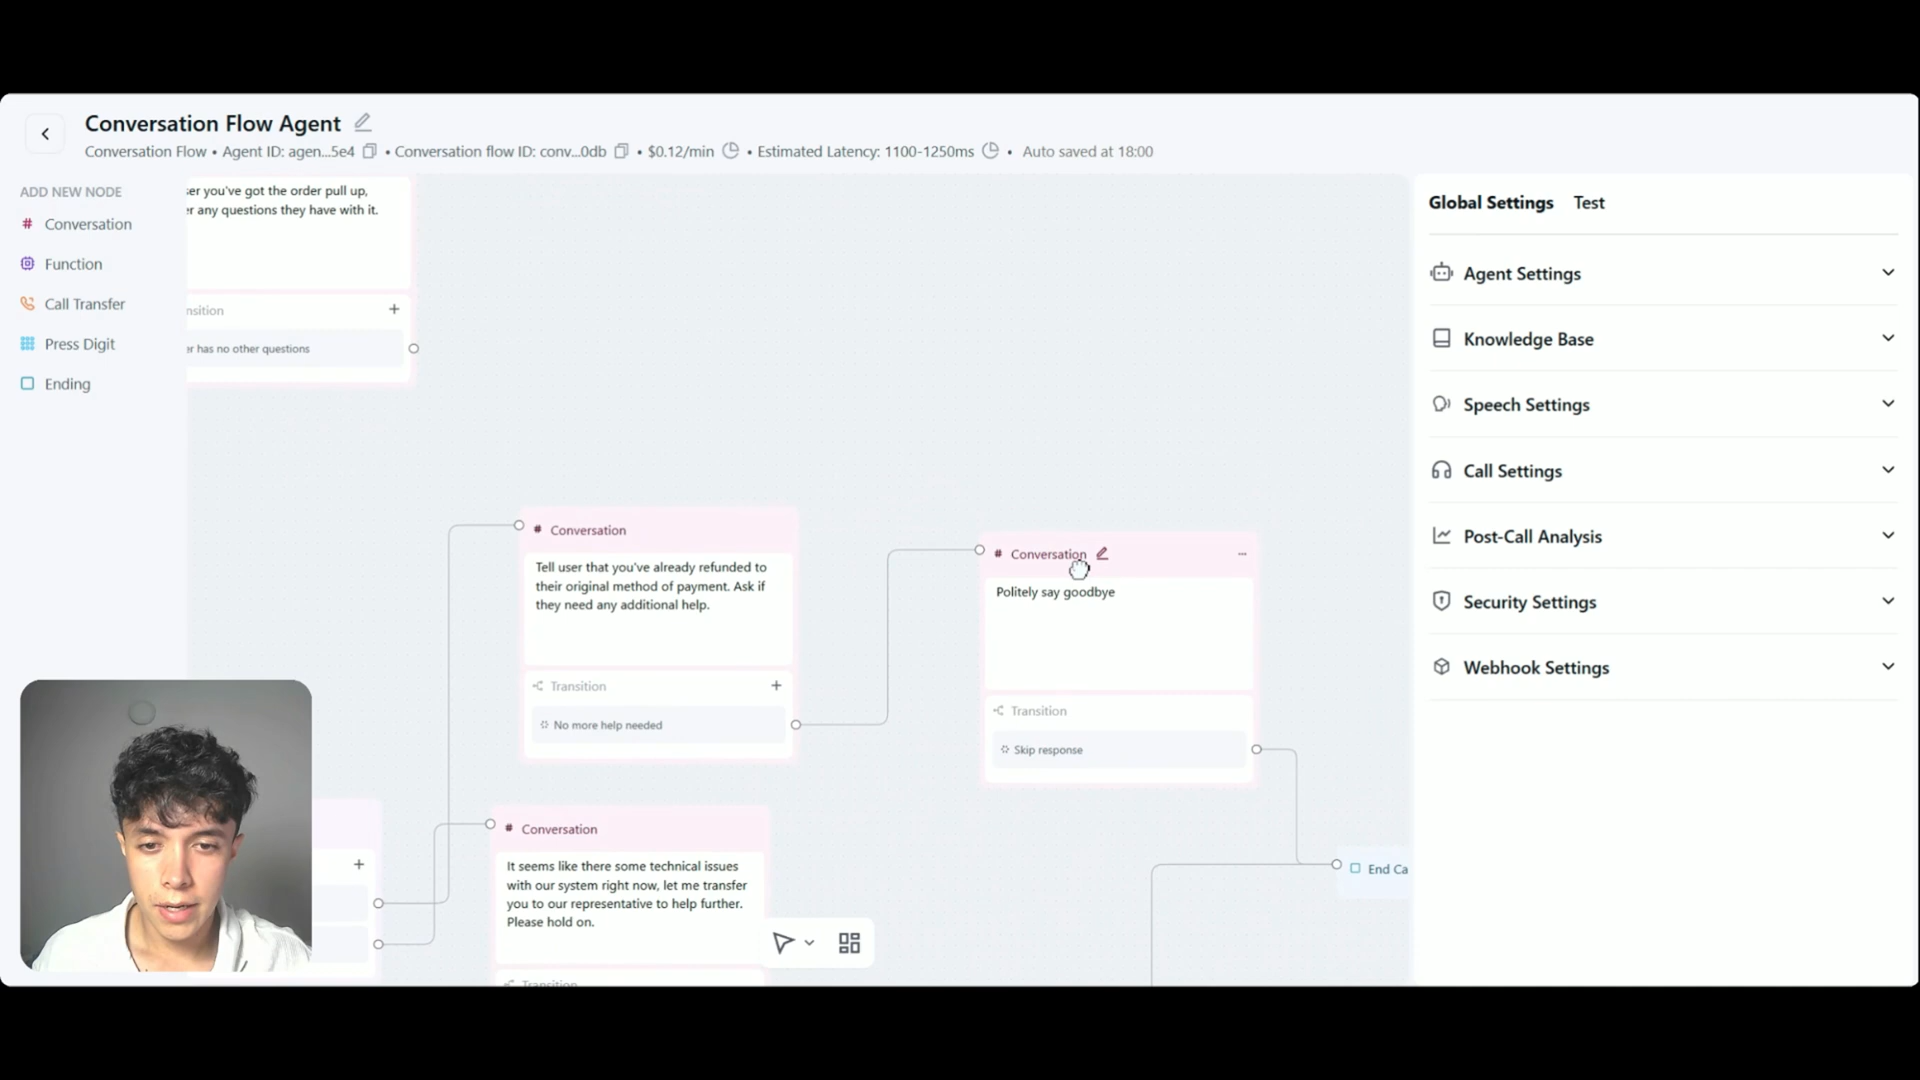 Conversation Flow Agent
Conversation Flow • Agent ID: agen...5e4 • Conversation flow ID: conv...0db • $0.12/min • Estimated Latency: 1100-1250ms • Auto saved at 18:00
ADD NEW NODE
# Conversation
Function
Call Transfer
Press Digit
Ending
er you've got the order pull up,
r any questions they have with it.
nsition +
er has no other questions
# Conversation
Tell user that you've already refunded to
their original method of payment. Ask if
they need any additional help.
Transition +
No more help needed
# Conversation ...
Politely say goodbye
Transition
Skip response
# Conversation
It seems like there some technical issues
with our system right now, let me transfer
you to our representative to help further.
Please hold on.
Transition
+
End Ca
Global Settings Test
Agent Settings
Knowledge Base
Speech Settings
Call Settings
Post-Call Analysis
Security Settings
Webhook Settings